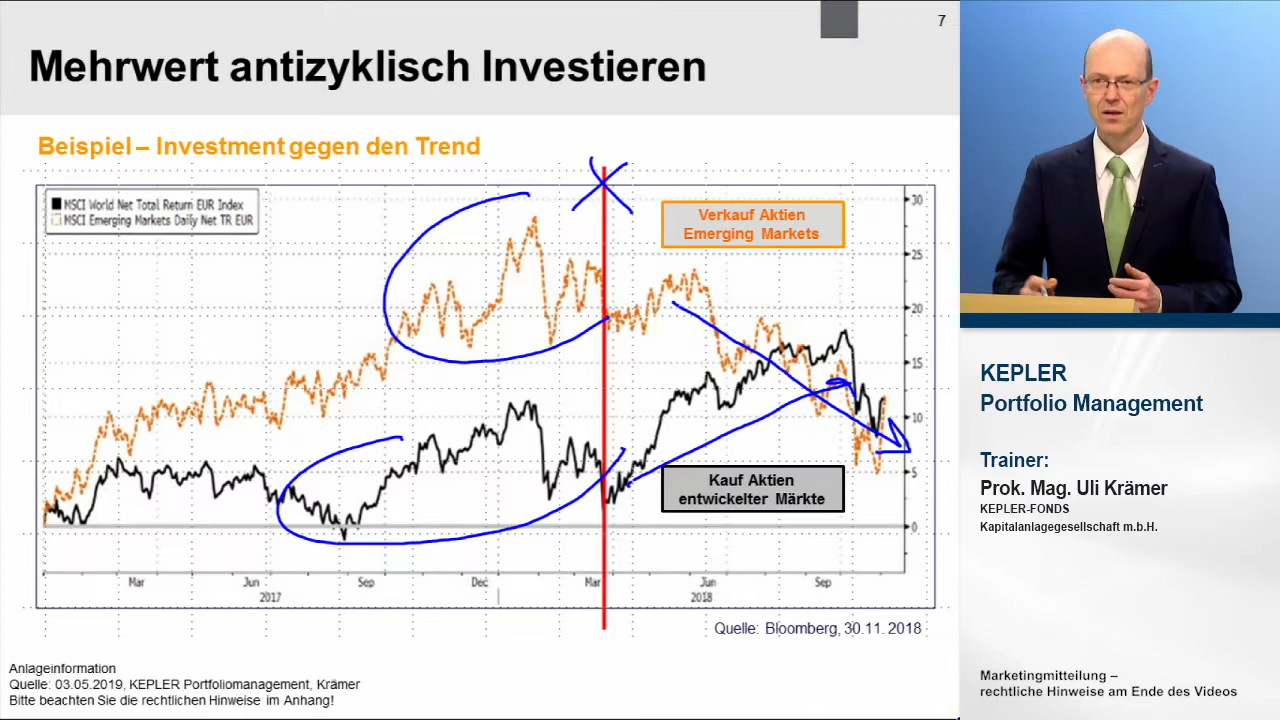 7
Mehrwert antizyklisch Investieren
Beispiel – Investment gegen den Trend
MSCI World Net Total Return EUR Index
MSCI Emerging Markets Daily Net TR EUR
Verkauf Aktien
Emerging Markets
Kauf Aktien
entwickelter Märkte
30
25
20
15
10
5
0
Mar
Jun
Sep
Dec
Mar
Jun
Sep
2017
2018
Quelle: Bloomberg, 30.11. 2018
Anlageinformation
Quelle: 03.05.2019, KEPLER Portfoliomanagement, Krämer
Bitte beachten Sie die rechtlichen Hinweise im Anhang!
KEPLER
Portfolio Management
Trainer:
Prok. Mag. Uli Krämer
KEPLER-FONDS
Kapitalanlagegesellschaft m.b.H.
Marketingmitteilung –
rechtliche Hinweise am Ende des Videos